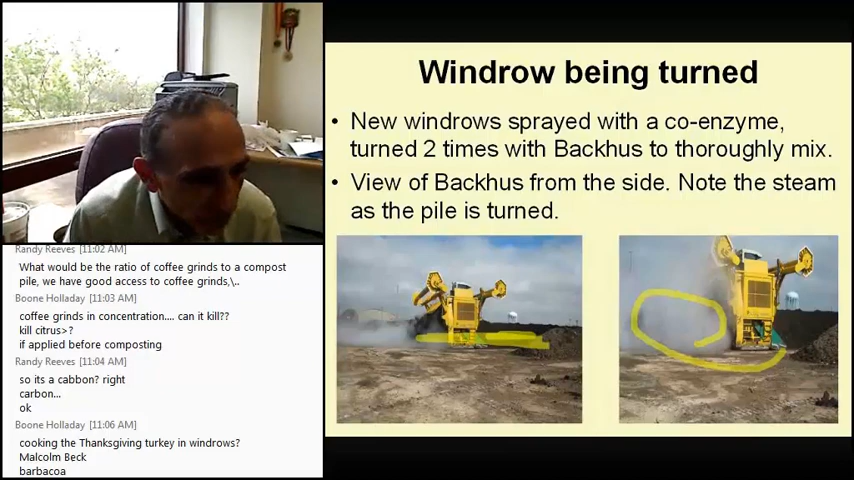 Windrow being turned
• New windrows sprayed with a co-enzyme,
turned 2 times with Backhus to thoroughly mix.
• View of Backhus from the side. Note the steam
as the pile is turned.
Randy Reeves [11:02 AM]
What would be the ratio of coffee grinds to a compost
pile, we have good access to coffee grinds,\..
Boone Holladay [11:03 AM]
coffee grinds in concentration.... can it kill??
kill citrus>?
if applied before composting
Randy Reeves [11:04 AM]
so its a cabbon? right
carbon...
ok
Boone Holladay [11:06 AM]
cooking the Thanksgiving turkey in windrows?
Malcolm Beck
barbacoa